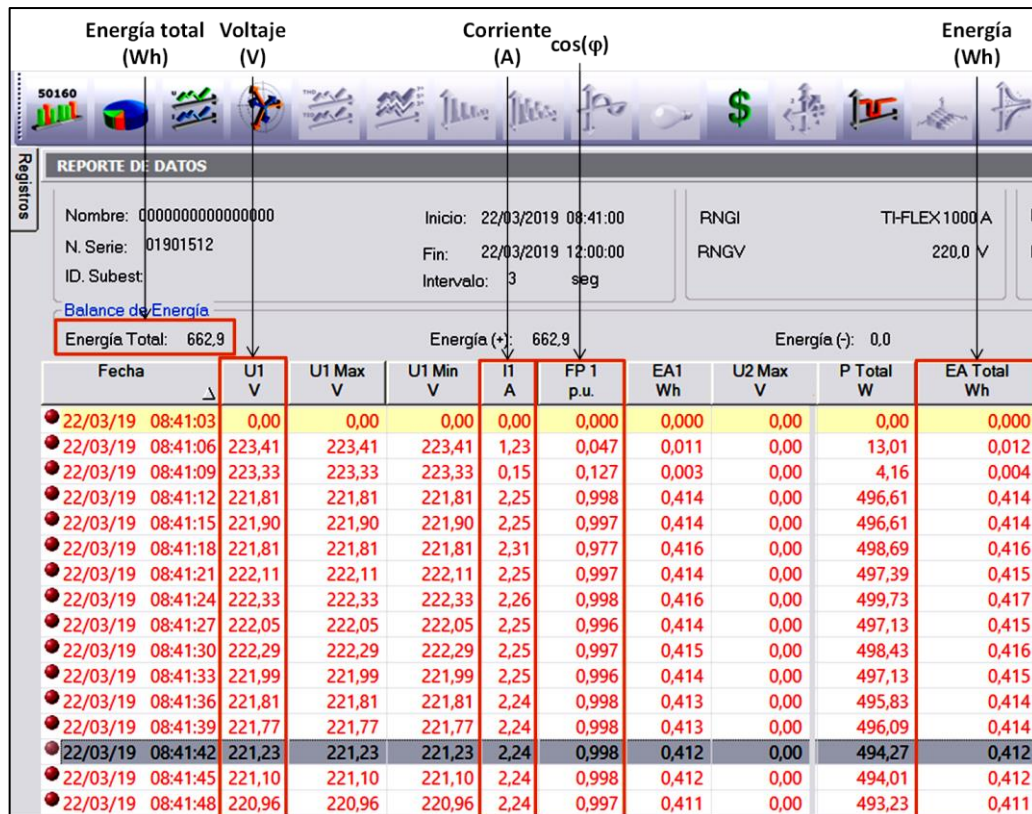 Energía total Voltaje Corriente cos(φ) Energía
(Wh) (V) (A) (Wh)
50160
$
Registros
REPORTE DE DATOS
Nombre: 0000000000000000 Inicio: 22/03/2019 08:41:00 RNGI TI-FLEX 1000 A
N. Serie: 01901512 Fin: 22/03/2019 12:00:00 RNGV 220,0 V
ID. Subest: Intervalo: 3 seg
Balance de Energía
Energía Total: 662,9 Energía (+): 662,9 Energía (-): 0,0
Fecha U1 U1 Max U1 Min I1 FP 1 EA1 U2 Max P Total EA Total
V V V A p.u. Wh V W Wh
22/03/19 08:41:03 0,00 0,00 0,00 0,00 0,000 0,000 0,00 0,00 0,000
22/03/19 08:41:06 223,41 223,41 223,41 1,23 0,047 0,011 0,00 13,01 0,012
22/03/19 08:41:09 223,33 223,33 223,33 0,15 0,127 0,003 0,00 4,16 0,004
22/03/19 08:41:12 221,81 221,81 221,81 2,25 0,998 0,414 0,00 496,61 0,414
22/03/19 08:41:15 221,90 221,90 221,90 2,25 0,997 0,414 0,00 496,61 0,414
22/03/19 08:41:18 221,81 221,81 221,81 2,31 0,977 0,416 0,00 498,69 0,416
22/03/19 08:41:21 222,11 222,11 222,11 2,25 0,997 0,414 0,00 497,39 0,415
22/03/19 08:41:24 222,33 222,33 222,33 2,26 0,998 0,416 0,00 499,73 0,417
22/03/19 08:41:27 222,05 222,05 222,05 2,25 0,996 0,414 0,00 497,13 0,415
22/03/19 08:41:30 222,29 222,29 222,29 2,25 0,997 0,415 0,00 498,43 0,416
22/03/19 08:41:33 221,99 221,99 221,99 2,25 0,996 0,414 0,00 497,13 0,415
22/03/19 08:41:36 221,81 221,81 221,81 2,24 0,998 0,413 0,00 495,83 0,414
22/03/19 08:41:39 221,77 221,77 221,77 2,24 0,998 0,413 0,00 496,09 0,414
22/03/19 08:41:42 221,23 221,23 221,23 2,24 0,998 0,412 0,00 494,27 0,412
22/03/19 08:41:45 221,10 221,10 221,10 2,24 0,998 0,412 0,00 494,01 0,412
22/03/19 08:41:48 220,96 220,96 220,96 2,24 0,997 0,411 0,00 493,23 0,411